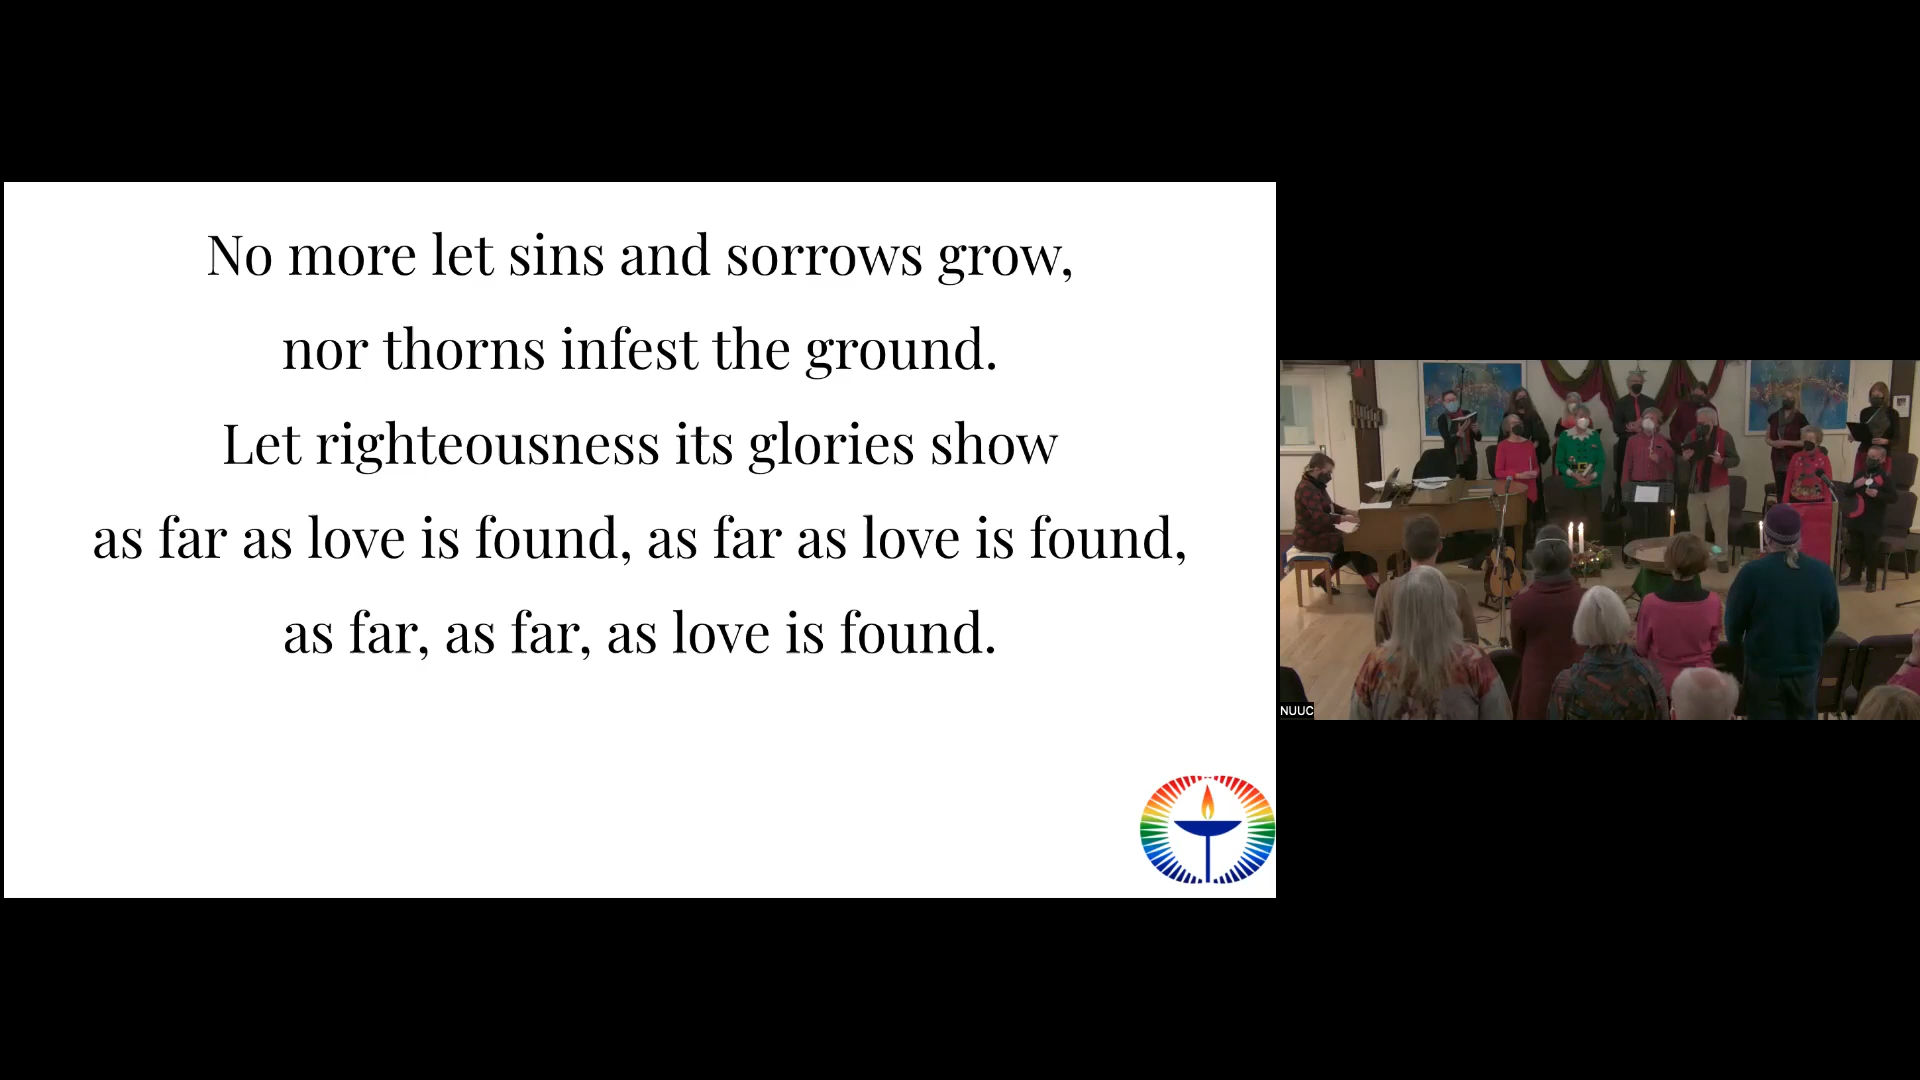 No more let sins and sorrows grow,
nor thorns infest the ground.
Let righteousness its glories show
as far as love is found, as far as love is found,
as far, as far, as love is found.
NUUC